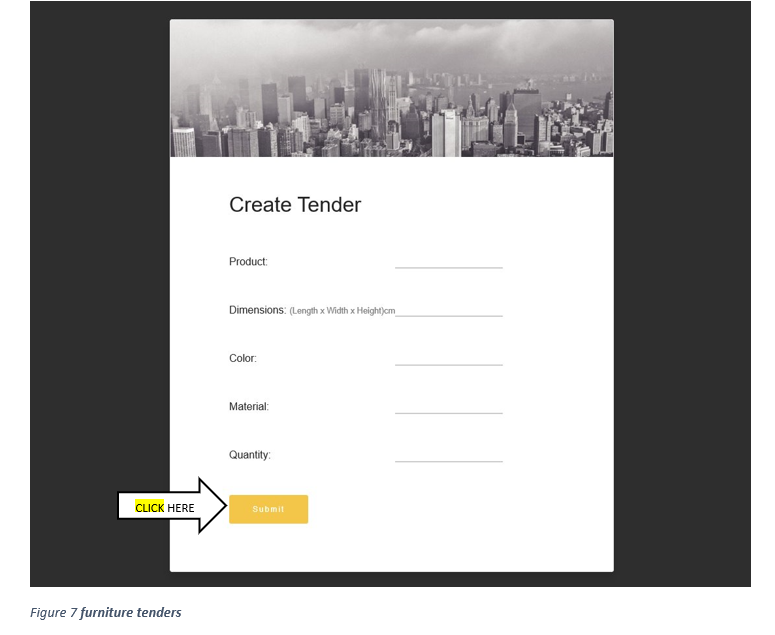 Create Tender
Product:
Dimensions: (Length x Width x Height)cm
Color:
Material:
Quantity:
CLICK HERE
Submit
Figure 7 furniture tenders